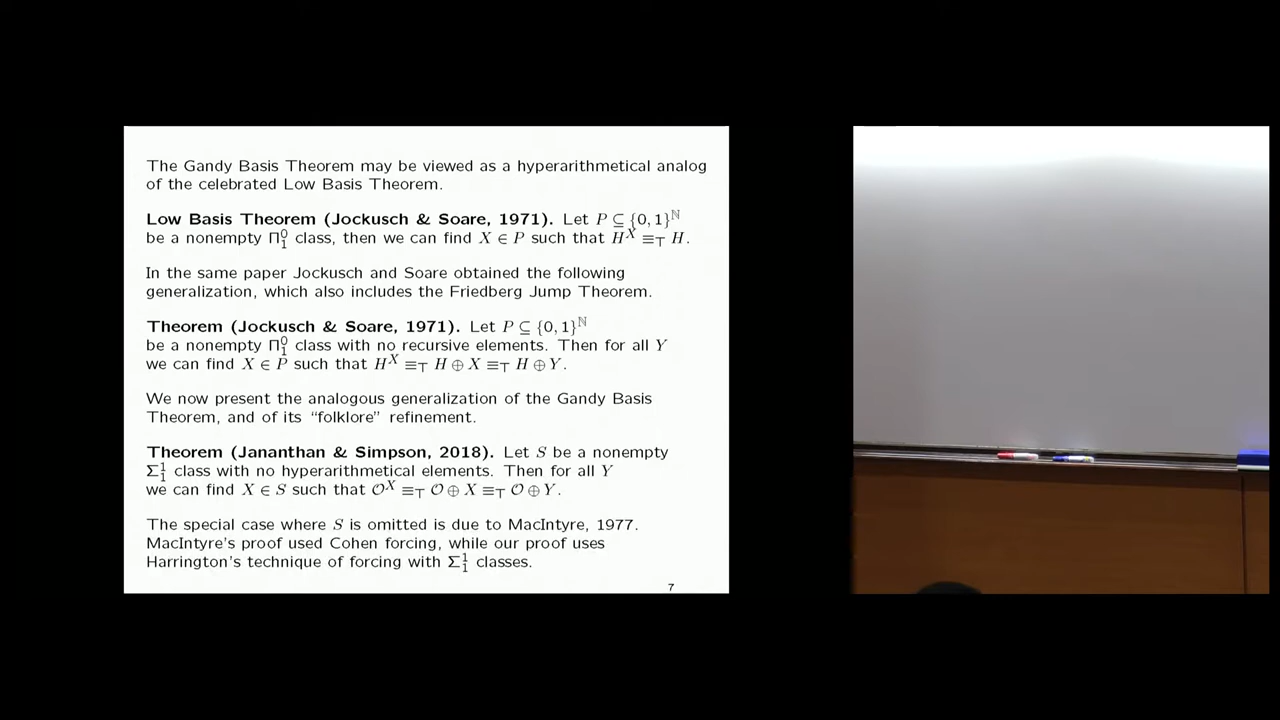 The Gandy Basis Theorem may be viewed as a hyperarithmetical analog
of the celebrated Low Basis Theorem.
Low Basis Theorem (Jockusch & Soare, 1971). Let P ⊆ {0, 1}^ℕ
be a nonempty Π^0_1 class, then we can find X ∈ P such that H^X ≡_T H.
In the same paper Jockusch and Soare obtained the following
generalization, which also includes the Friedberg Jump Theorem.
Theorem (Jockusch & Soare, 1971). Let P ⊆ {0, 1}^ℕ
be a nonempty Π^0_1 class with no recursive elements. Then for all Y
we can find X ∈ P such that H^X ≡_T H ⊕ X ≡_T H ⊕ Y.
We now present the analogous generalization of the Gandy Basis
Theorem, and of its “folklore” refinement.
Theorem (Jananthan & Simpson, 2018). Let S be a nonempty
Σ^1_1 class with no hyperarithmetical elements. Then for all Y
we can find X ∈ S such that 𝒪^X ≡_T 𝒪 ⊕ X ≡_T 𝒪 ⊕ Y.
The special case where S is omitted is due to MacIntyre, 1977.
MacIntyre's proof used Cohen forcing, while our proof uses
Harrington's technique of forcing with Σ^1_1 classes.
7